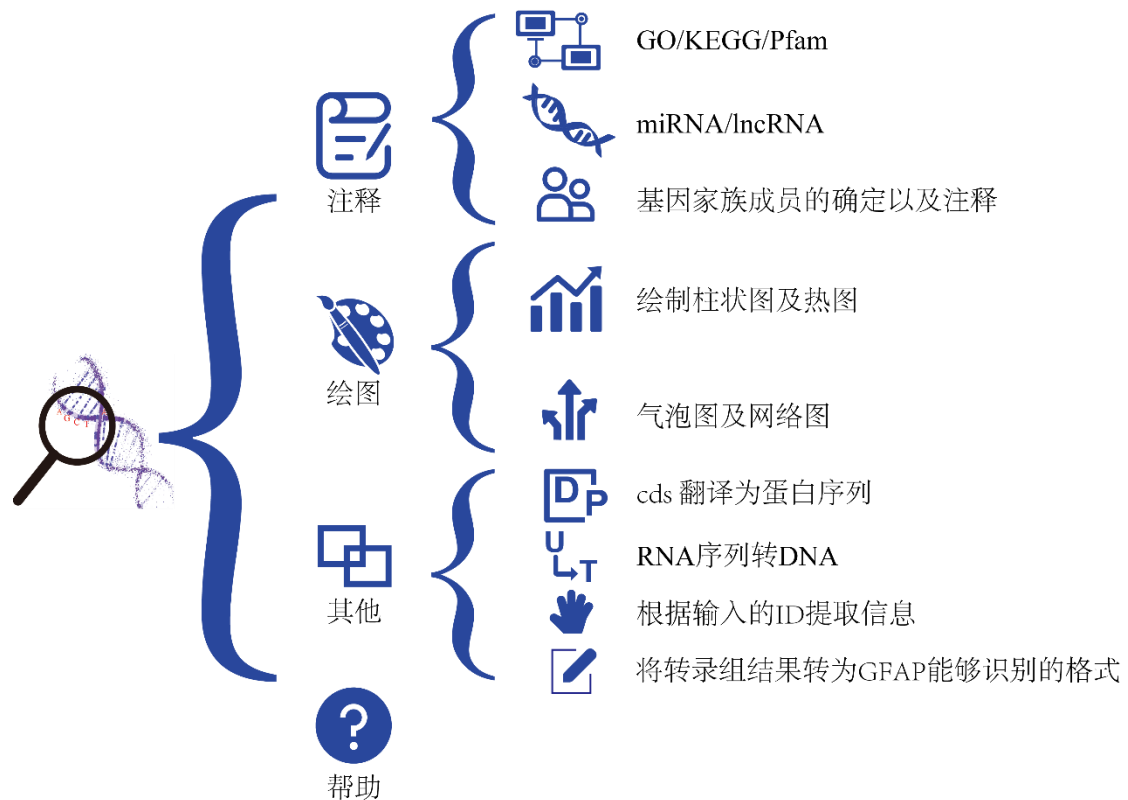 GO/KEGG/Pfam
miRNA/lncRNA
基因家族成员的确定以及注释
注释
绘制柱状图及热图
气泡图及网络图
绘图
A G C T
D P
cds 翻译为蛋白序列
U T
RNA序列转DNA
根据输入的ID提取信息
将转录组结果转为GFAP能够识别的格式
其他
?
帮助